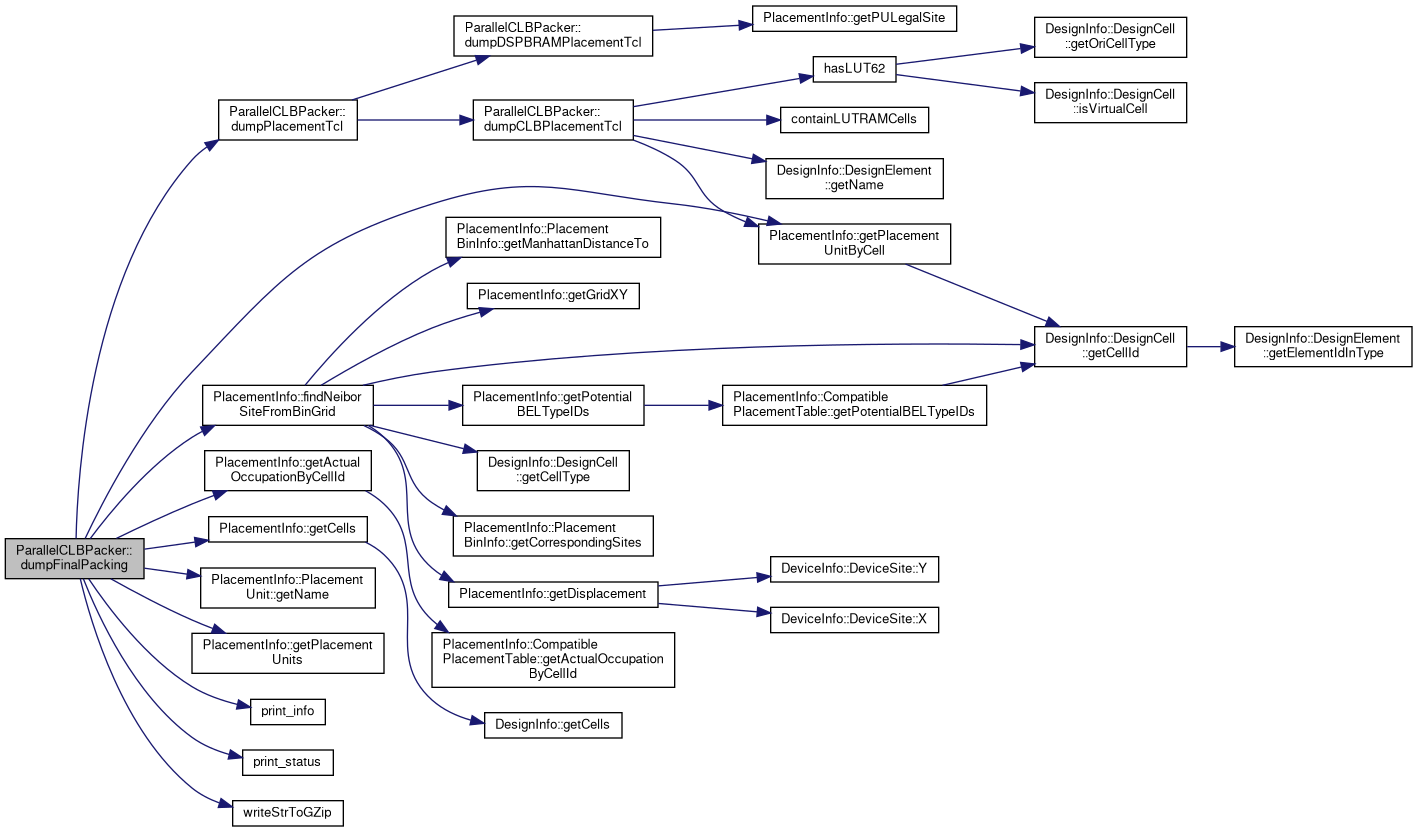 ParallelCLBPacker::
dumpFinalPacking
ParallelCLBPacker::
dumpPlacementTcl
ParallelCLBPacker::
dumpDSPBRAMPlacementTcl
PlacementInfo::getPULegalSite
ParallelCLBPacker::
dumpCLBPlacementTcl
hasLUT62
DesignInfo::DesignCell
::getOriCellType
DesignInfo::DesignCell
::isVirtualCell
containLUTRAMCells
DesignInfo::DesignElement
::getName
PlacementInfo::getPlacement
UnitByCell
DesignInfo::DesignCell
::getCellId
DesignInfo::DesignElement
::getElementIdInType
PlacementInfo::findNeibor
SiteFromBinGrid
PlacementInfo::Placement
BinInfo::getManhattanDistanceTo
PlacementInfo::getGridXY
PlacementInfo::getPotential
BELTypeIDs
PlacementInfo::Compatible
PlacementTable::getPotentialBELTypeIDs
DesignInfo::DesignCell
::getCellType
PlacementInfo::Placement
BinInfo::getCorrespondingSites
PlacementInfo::getDisplacement
DeviceInfo::DeviceSite::Y
DeviceInfo::DeviceSite::X
PlacementInfo::getActual
OccupationByCellId
PlacementInfo::Compatible
PlacementTable::getActualOccupation
ByCellId
PlacementInfo::getCells
DesignInfo::getCells
PlacementInfo::Placement
Unit::getName
PlacementInfo::getPlacement
Units
print_info
print_status
writeStrToGZip